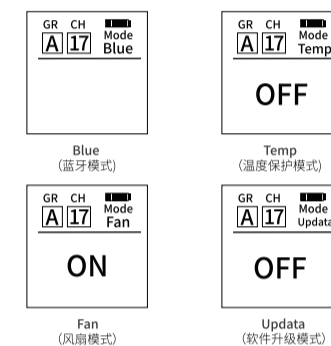 GR CH Mode
A 17 Blue
GR CH Mode
A 17 Temp
OFF
Blue
(蓝牙模式)
Temp
(温度保护模式)
GR CH Mode
A 17 Fan
ON
GR CH Mode
A 17 Updata
OFF
Fan
(风扇模式)
Updata
(软件升级模式)